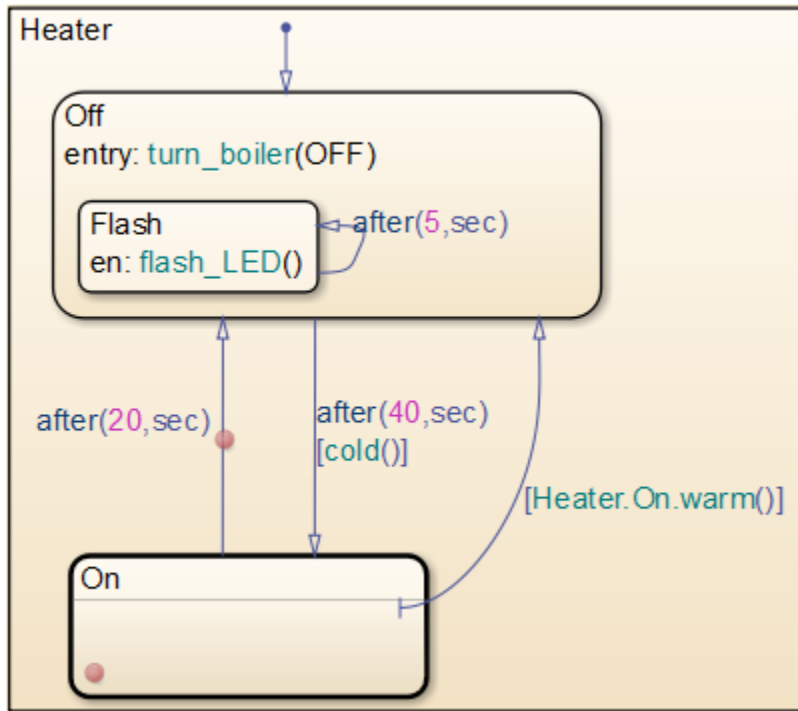 Heater
Off
entry: turn_boiler(OFF)
Flash
en: flash_LED()
after(5,sec)
after(20,sec)
after(40,sec)
[cold()]
[Heater.On.warm()]
On